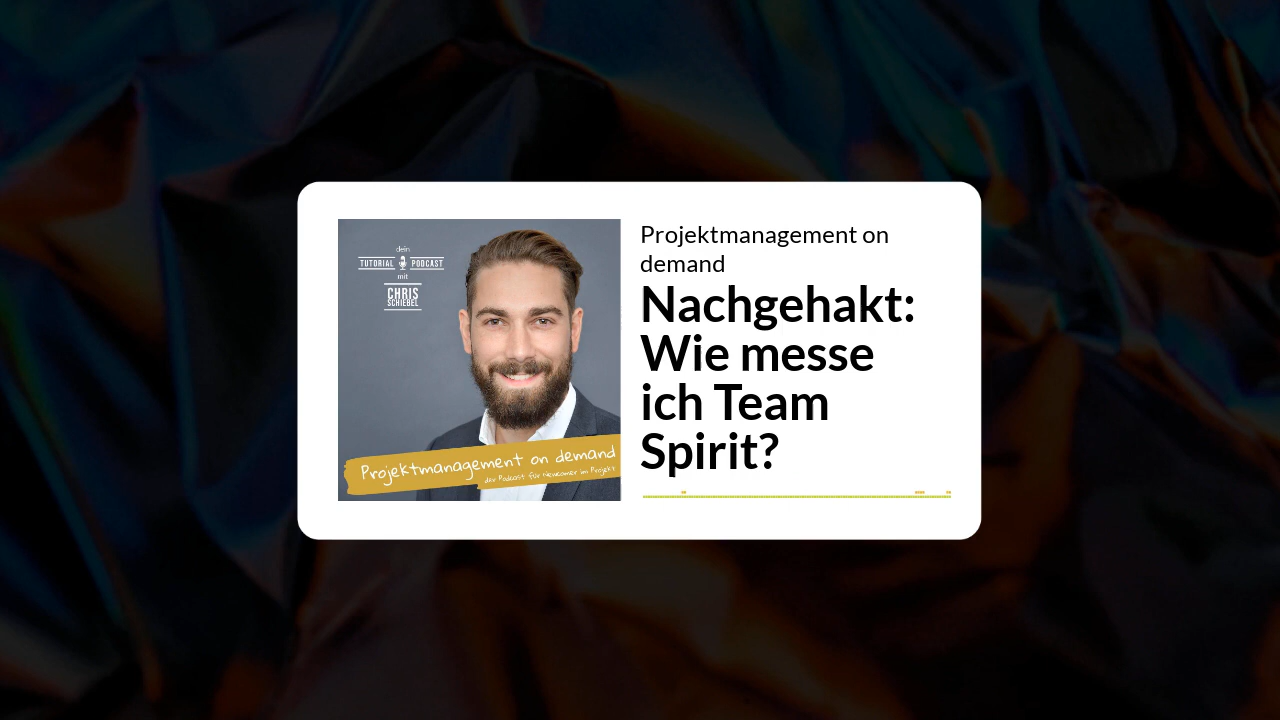 dein
TUTORIAL PODCAST
mit
CHRIS
SCHIEBEL
Projektmanagement on demand
der Podcast für Newcomer im Projekt
Projektmanagement on
demand
Nachgehakt:
Wie messe
ich Team
Spirit?